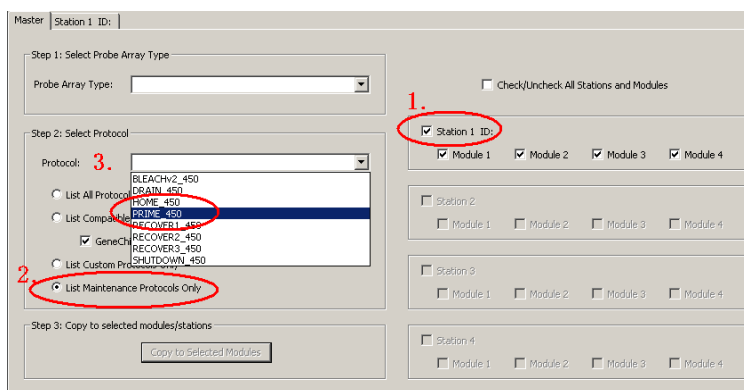 Master Station 1 ID:
Step 1: Select Probe Array Type
Probe Array Type:
Check/Uncheck All Stations and Modules
1.
Station 1 ID:
Module 1 Module 2 Module 3 Module 4
Step 2: Select Protocol
Protocol: 3.
BLEACHv2_450
DRAIN_450
HOME_450
PRIME_450
RECOVER1_450
RECOVER2_450
RECOVER3_450
SHUTDOWN_450
List All Protocol
List Compatible
GeneChi
List Custom Protocols Only
2.
List Maintenance Protocols Only
Station 2
Module 1 Module 2 Module 3 Module 4
Station 3
Module 1 Module 2 Module 3 Module 4
Step 3: Copy to selected modules/stations
Copy to Selected Modules
Station 4
Module 1 Module 2 Module 3 Module 4